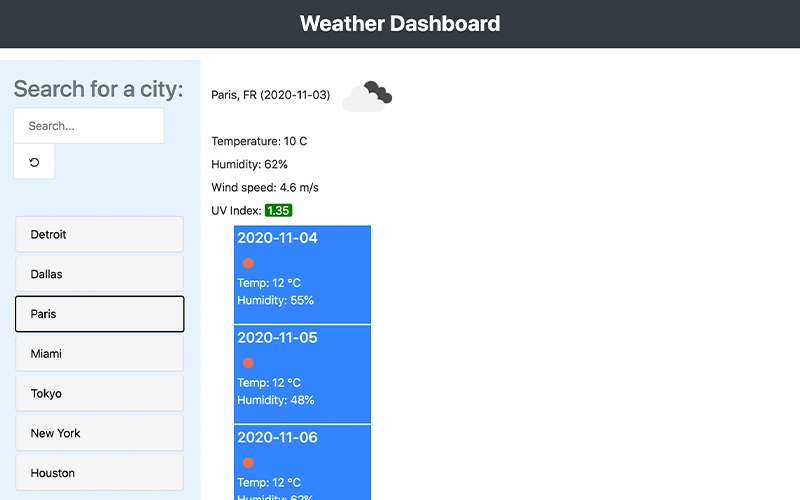 Weather Dashboard
Search for a city:
Search...
Detroit
Dallas
Paris
Miami
Tokyo
New York
Houston
Paris, FR (2020-11-03)
Temperature: 10 C
Humidity: 62%
Wind speed: 4.6 m/s
UV Index: 1.35
2020-11-04
Temp: 12 °C
Humidity: 55%
2020-11-05
Temp: 12 °C
Humidity: 48%
2020-11-06
Temp: 12 °C
Humidity: 62%